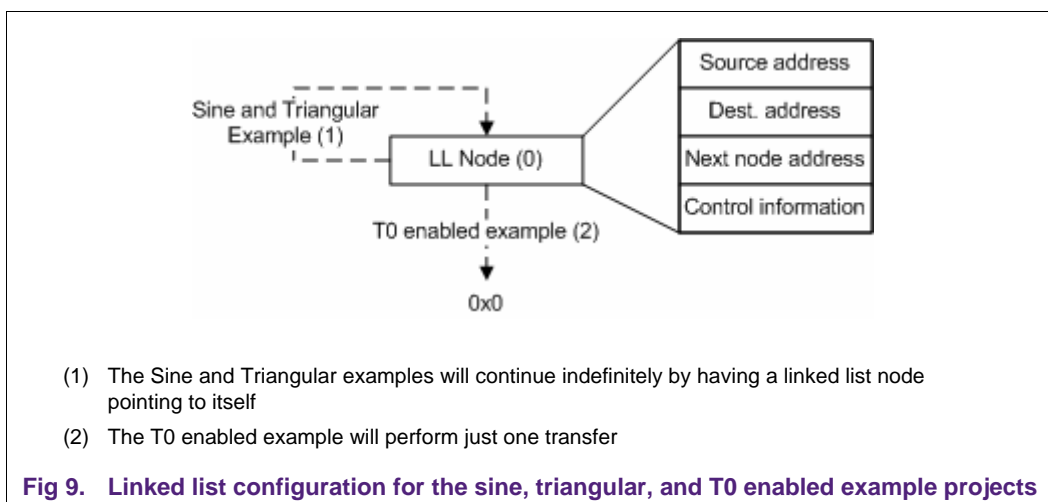 Source address
Dest. address
Next node address
Control information
Sine and Triangular
Example (1)
LL Node (0)
T0 enabled example (2)
0x0
(1) The Sine and Triangular examples will continue indefinitely by having a linked list node
pointing to itself
(2) The T0 enabled example will perform just one transfer
Fig 9. Linked list configuration for the sine, triangular, and T0 enabled example projects